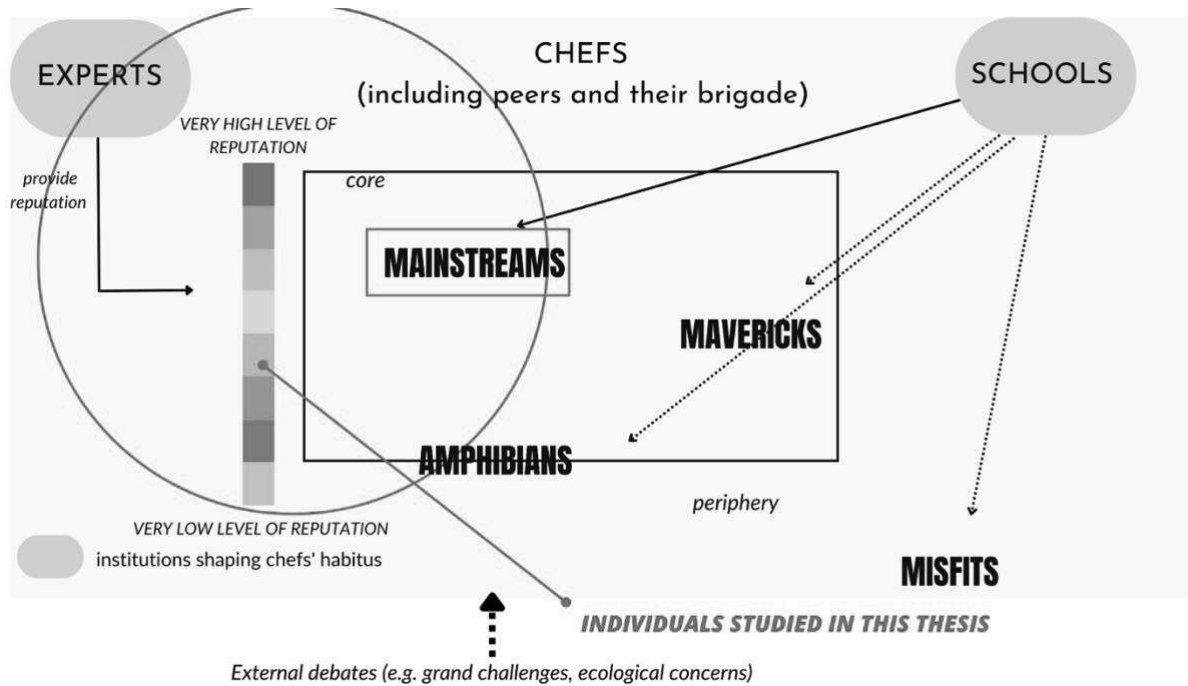 EXPERTS
CHEFS
(including peers and their brigade)
SCHOOLS
VERY HIGH LEVEL OF
REPUTATION
provide
reputation
core
MAINSTREAMS
MAVERICKS
AMPHIBIANS
periphery
VERY LOW LEVEL OF REPUTATION
institutions shaping chefs' habitus
MISFITS
INDIVIDUALS STUDIED IN THIS THESIS
External debates (e.g. grand challenges, ecological concerns)